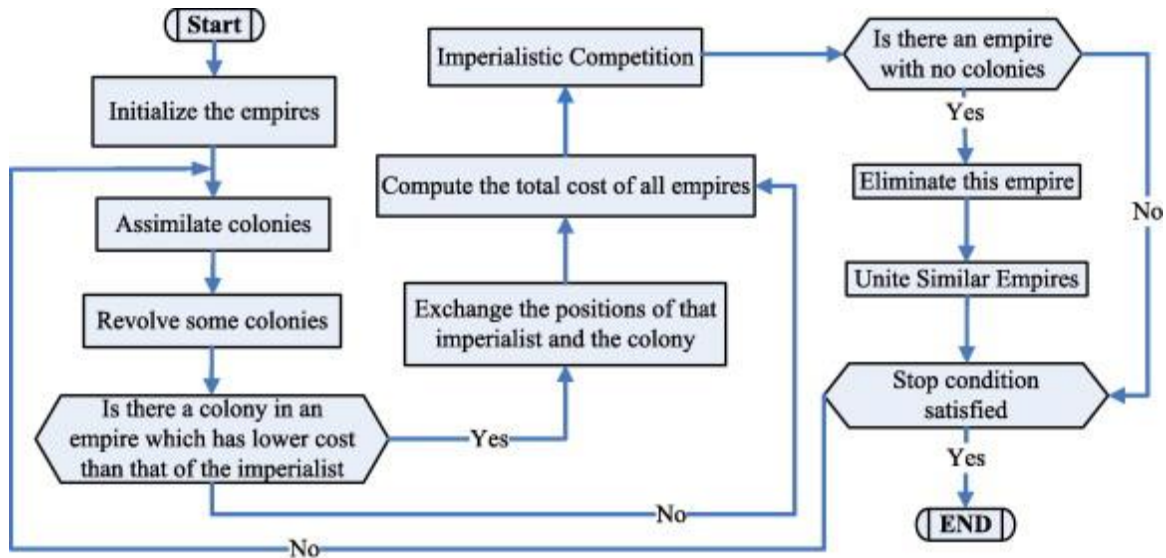 Start
Initialize the empires
Assimilate colonies
Revolve some colonies
Is there a colony in an
empire which has lower cost
than that of the imperialist
Yes
No
Exchange the positions of that
imperialist and the colony
Compute the total cost of all empires
Imperialistic Competition
Is there an empire
with no colonies
Yes
No
Eliminate this empire
Unite Similar Empires
Stop condition
satisfied
Yes
No
END